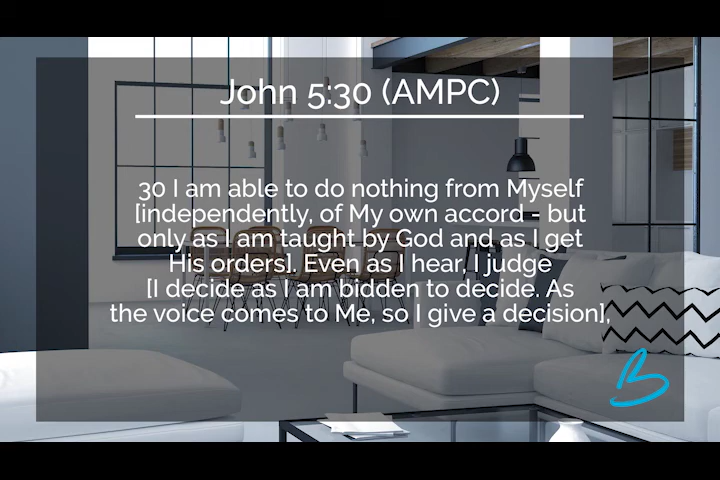 John 5:30 (AMPC)
30 I am able to do nothing from Myself
[independently, of My own accord - but
only as I am taught by God and as I get
His orders]. Even as I hear, I judge
[I decide as I am bidden to decide. As
the voice comes to Me, so I give a decision],
B